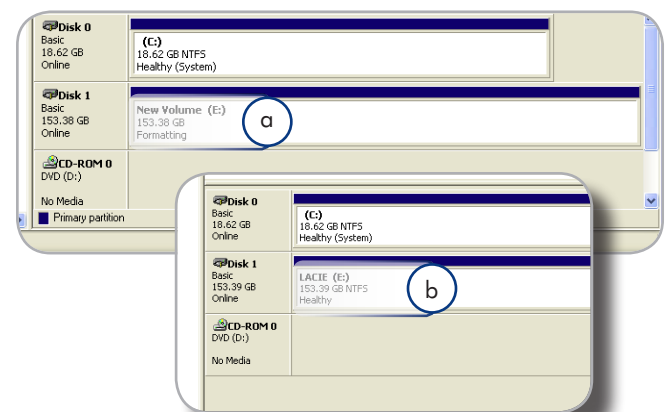 Disk 0
Basic
18.62 GB
Online
(C:)
18.62 GB NTFS
Healthy (System)
Disk 1
Basic
153.38 GB
Online
New Volume (E:)
153.38 GB
Formatting
a
CD-ROM 0
DVD (D:)
No Media
Primary partition
Disk 0
Basic
18.62 GB
Online
(C:)
18.62 GB NTFS
Healthy (System)
Disk 1
Basic
153.39 GB
Online
LACIE (E:)
153.39 GB NTFS
Healthy
b
CD-ROM 0
DVD (D:)
No Media